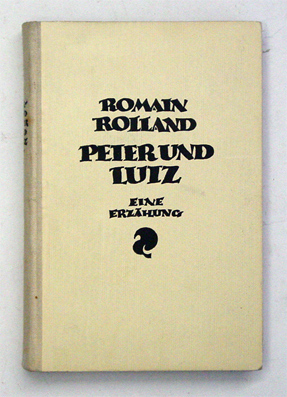 ROMAIN
ROLLAND
PETER UND
LUTZ
EINE
ERZÄHLUNG